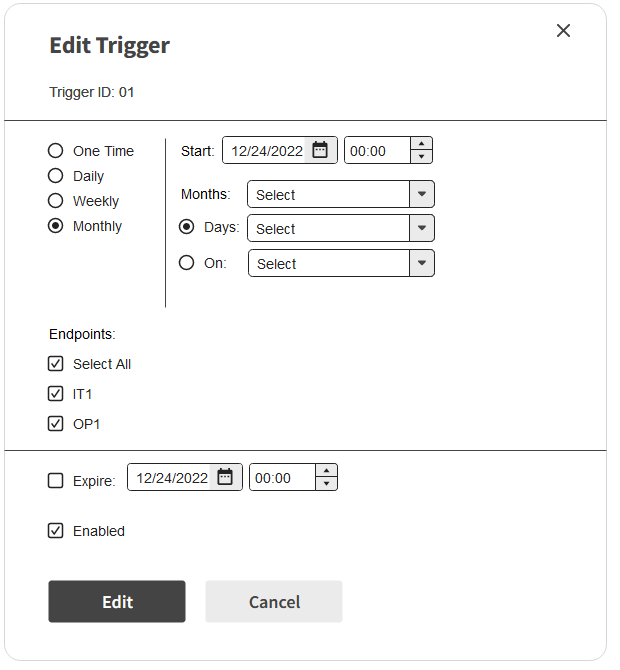 Edit Trigger
Trigger ID: 01
One Time
Daily
Weekly
Monthly
Start: 12/24/2022 00:00
Months: Select
Days: Select
On: Select
Endpoints:
Select All
IT1
OP1
Expire: 12/24/2022 00:00
Enabled
Edit Cancel